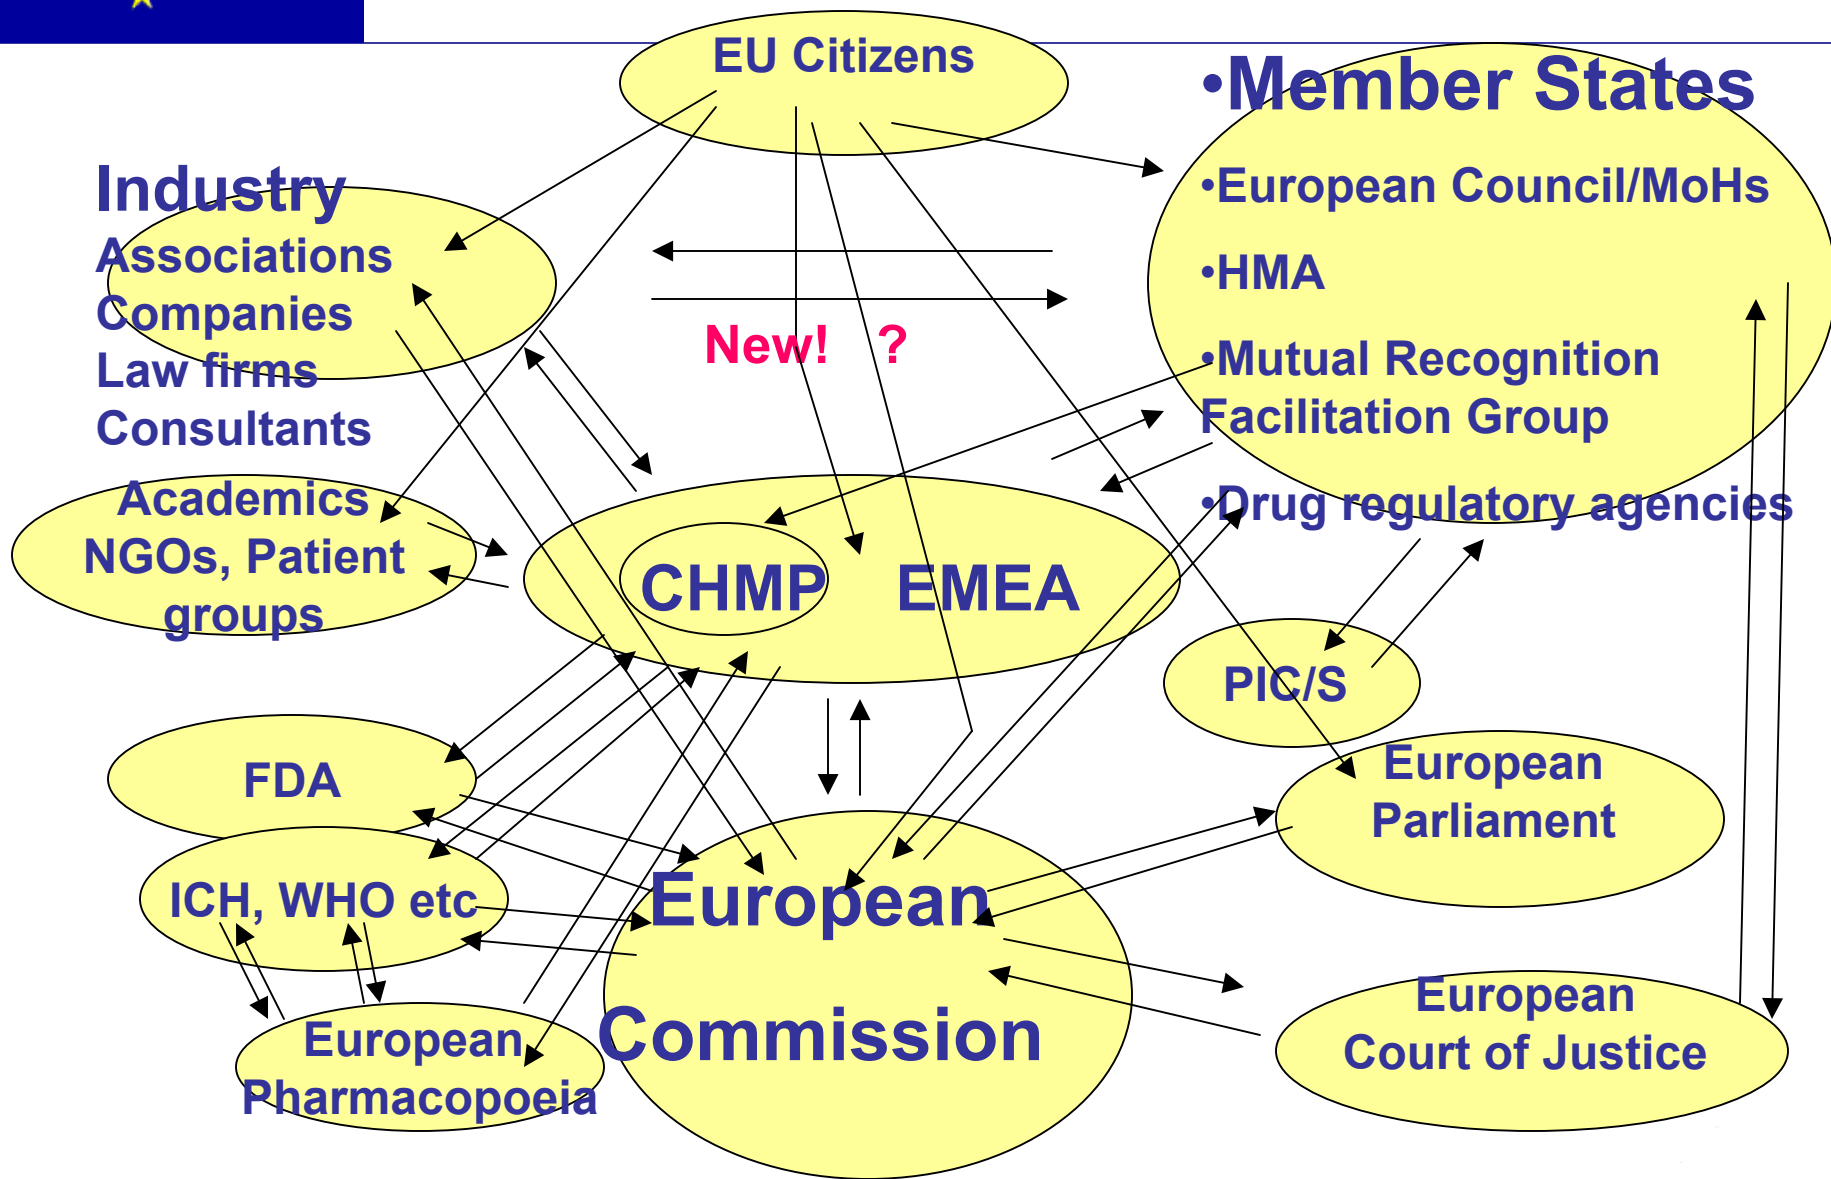 EU Citizens
•Member States
•European Council/MoHs
•HMA
•Mutual Recognition
Facilitation Group
•Drug regulatory agencies
Industry
Associations
Companies
Law firms
Consultants
New! ?
Academics
NGOs, Patient
groups
CHMP EMEA
PIC/S
FDA
European
Parliament
ICH, WHO etc
European
Commission
European
Pharmacopoeia
European
Court of Justice